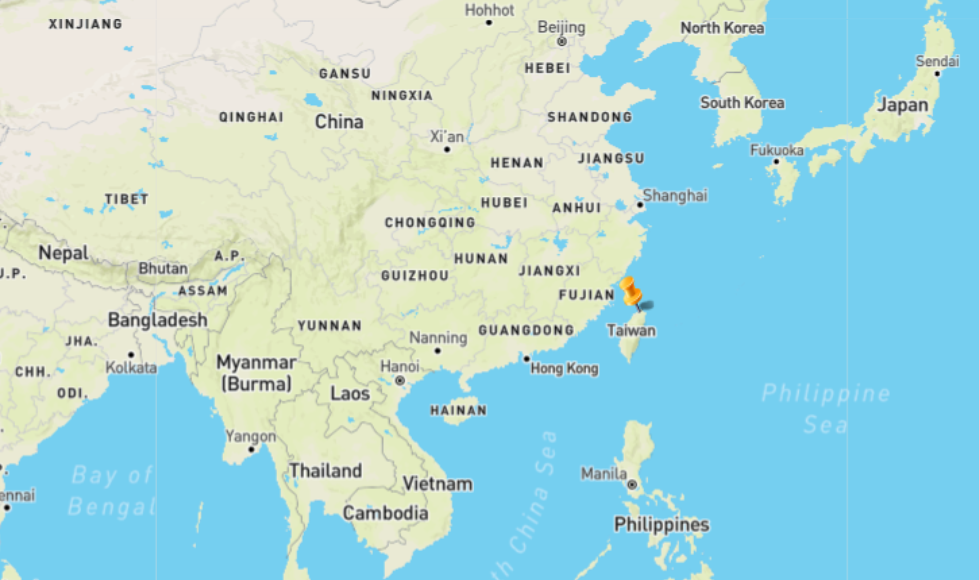 Hohhot
XINJIANG
Beijing
North Korea
Sendai
HEBEI
GANSU
NINGXIA
South Korea
Japan
QINGHAI
China
SHANDONG
Xi'an
Fukuoka
HENAN
JIANGSU
TIBET
Shanghai
HUBEI
ANHUI
CHONGQING
Nepal
A.P.
HUNAN
Bhutan
JIANGXI
J.P.
GUIZHOU
ASSAM
FUJIAN
Bangladesh
YUNNAN
GUANGDONG
Taiwan
JHA.
Nanning
Myanmar
(Burma)
Kolkata
Hanoi
Hong Kong
CHH.
ODI.
Laos
Philippine
Sea
HAINAN
Yangon
Thailand
Manila
Bay of
Bengal
Vietnam
ennai
Cambodia
th China Sea
Philippines